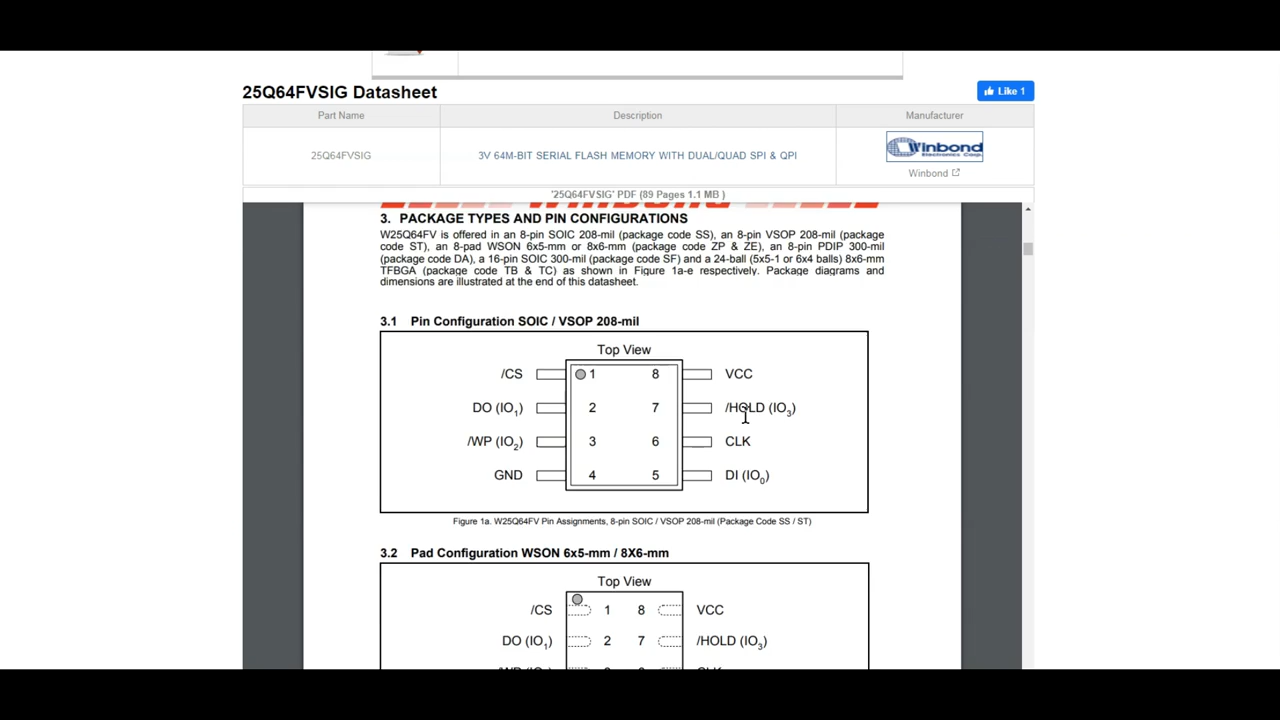 25Q64FVSIG Datasheet
Like 1
Part Name Description Manufacturer
25Q64FVSIG 3V 64M-BIT SERIAL FLASH MEMORY WITH DUAL/QUAD SPI & QPI Winbond Electronics Corp.
Winbond
'25Q64FVSIG' PDF (89 Pages 1.1 MB )
3. PACKAGE TYPES AND PIN CONFIGURATIONS
W25Q64FV is offered in an 8-pin SOIC 208-mil (package code SS), an 8-pin VSOP 208-mil (package
code ST), an 8-pad WSON 6x5-mm or 8x6-mm (package code ZP & ZE), an 8-pin PDIP 300-mil
(package code DA), a 16-pin SOIC 300-mil (package code SF) and a 24-ball (5x5-1 or 6x4 balls) 8x6-mm
TFBGA (package code TB & TC) as shown in Figure 1a-e respectively. Package diagrams and
dimensions are illustrated at the end of this datasheet.
3.1 Pin Configuration SOIC / VSOP 208-mil
Top View
/CS 1 8 VCC
DO (IO1) 2 7 /HOLD (IO3)
/WP (IO2) 3 6 CLK
GND 4 5 DI (IO0)
Figure 1a. W25Q64FV Pin Assignments, 8-pin SOIC / VSOP 208-mil (Package Code SS / ST)
3.2 Pad Configuration WSON 6x5-mm / 8X6-mm
Top View
/CS 1 8 VCC
DO (IO1) 2 7 /HOLD (IO3)